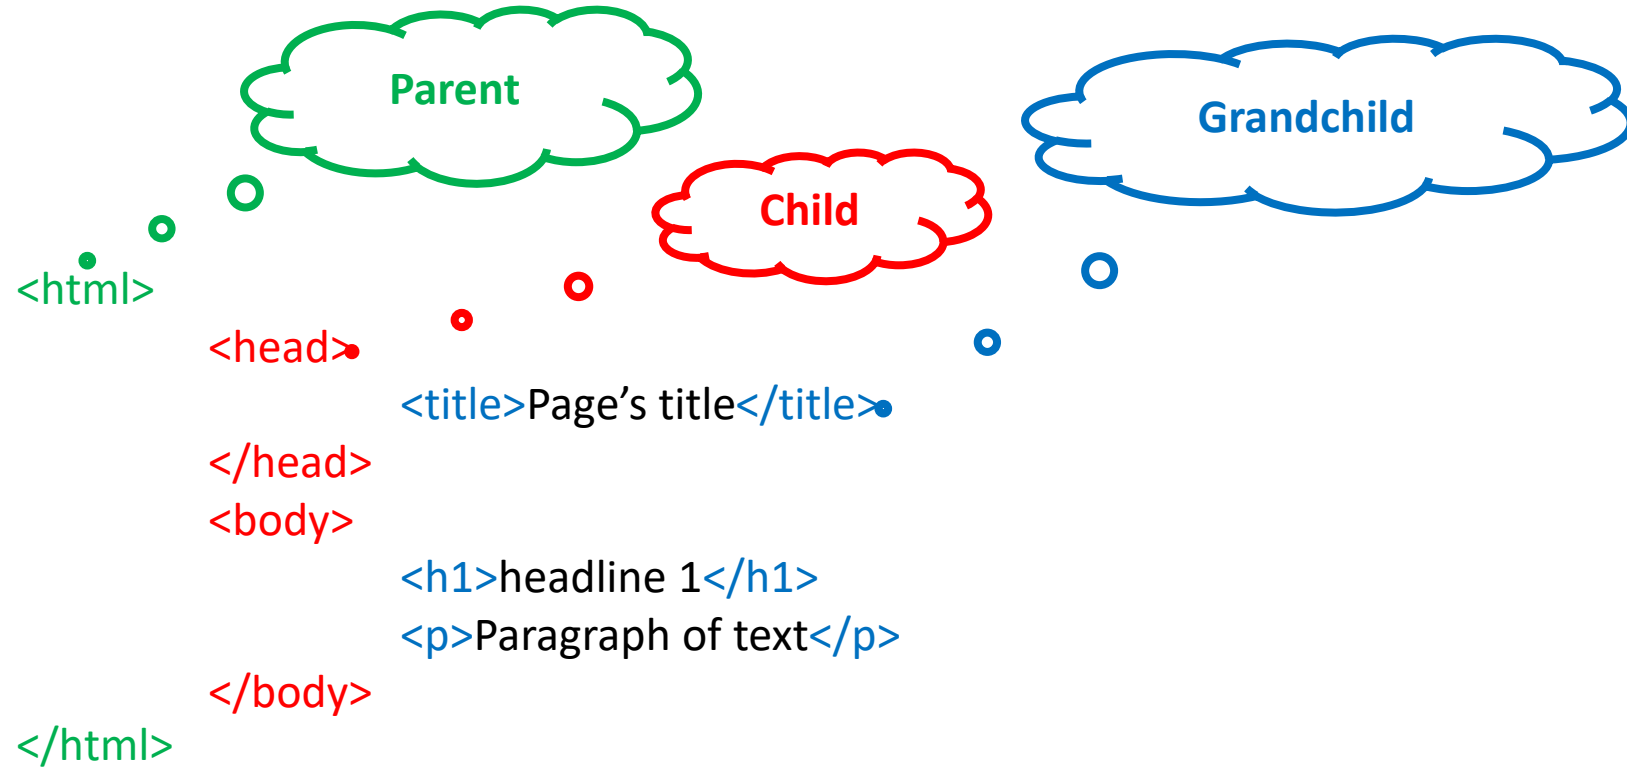 Parent
Grandchild
Child
<html>
<head>
<title>Page’s title</title>
</head>
<body>
<h1>headline 1</h1>
<p>Paragraph of text</p>
</body>
</html>